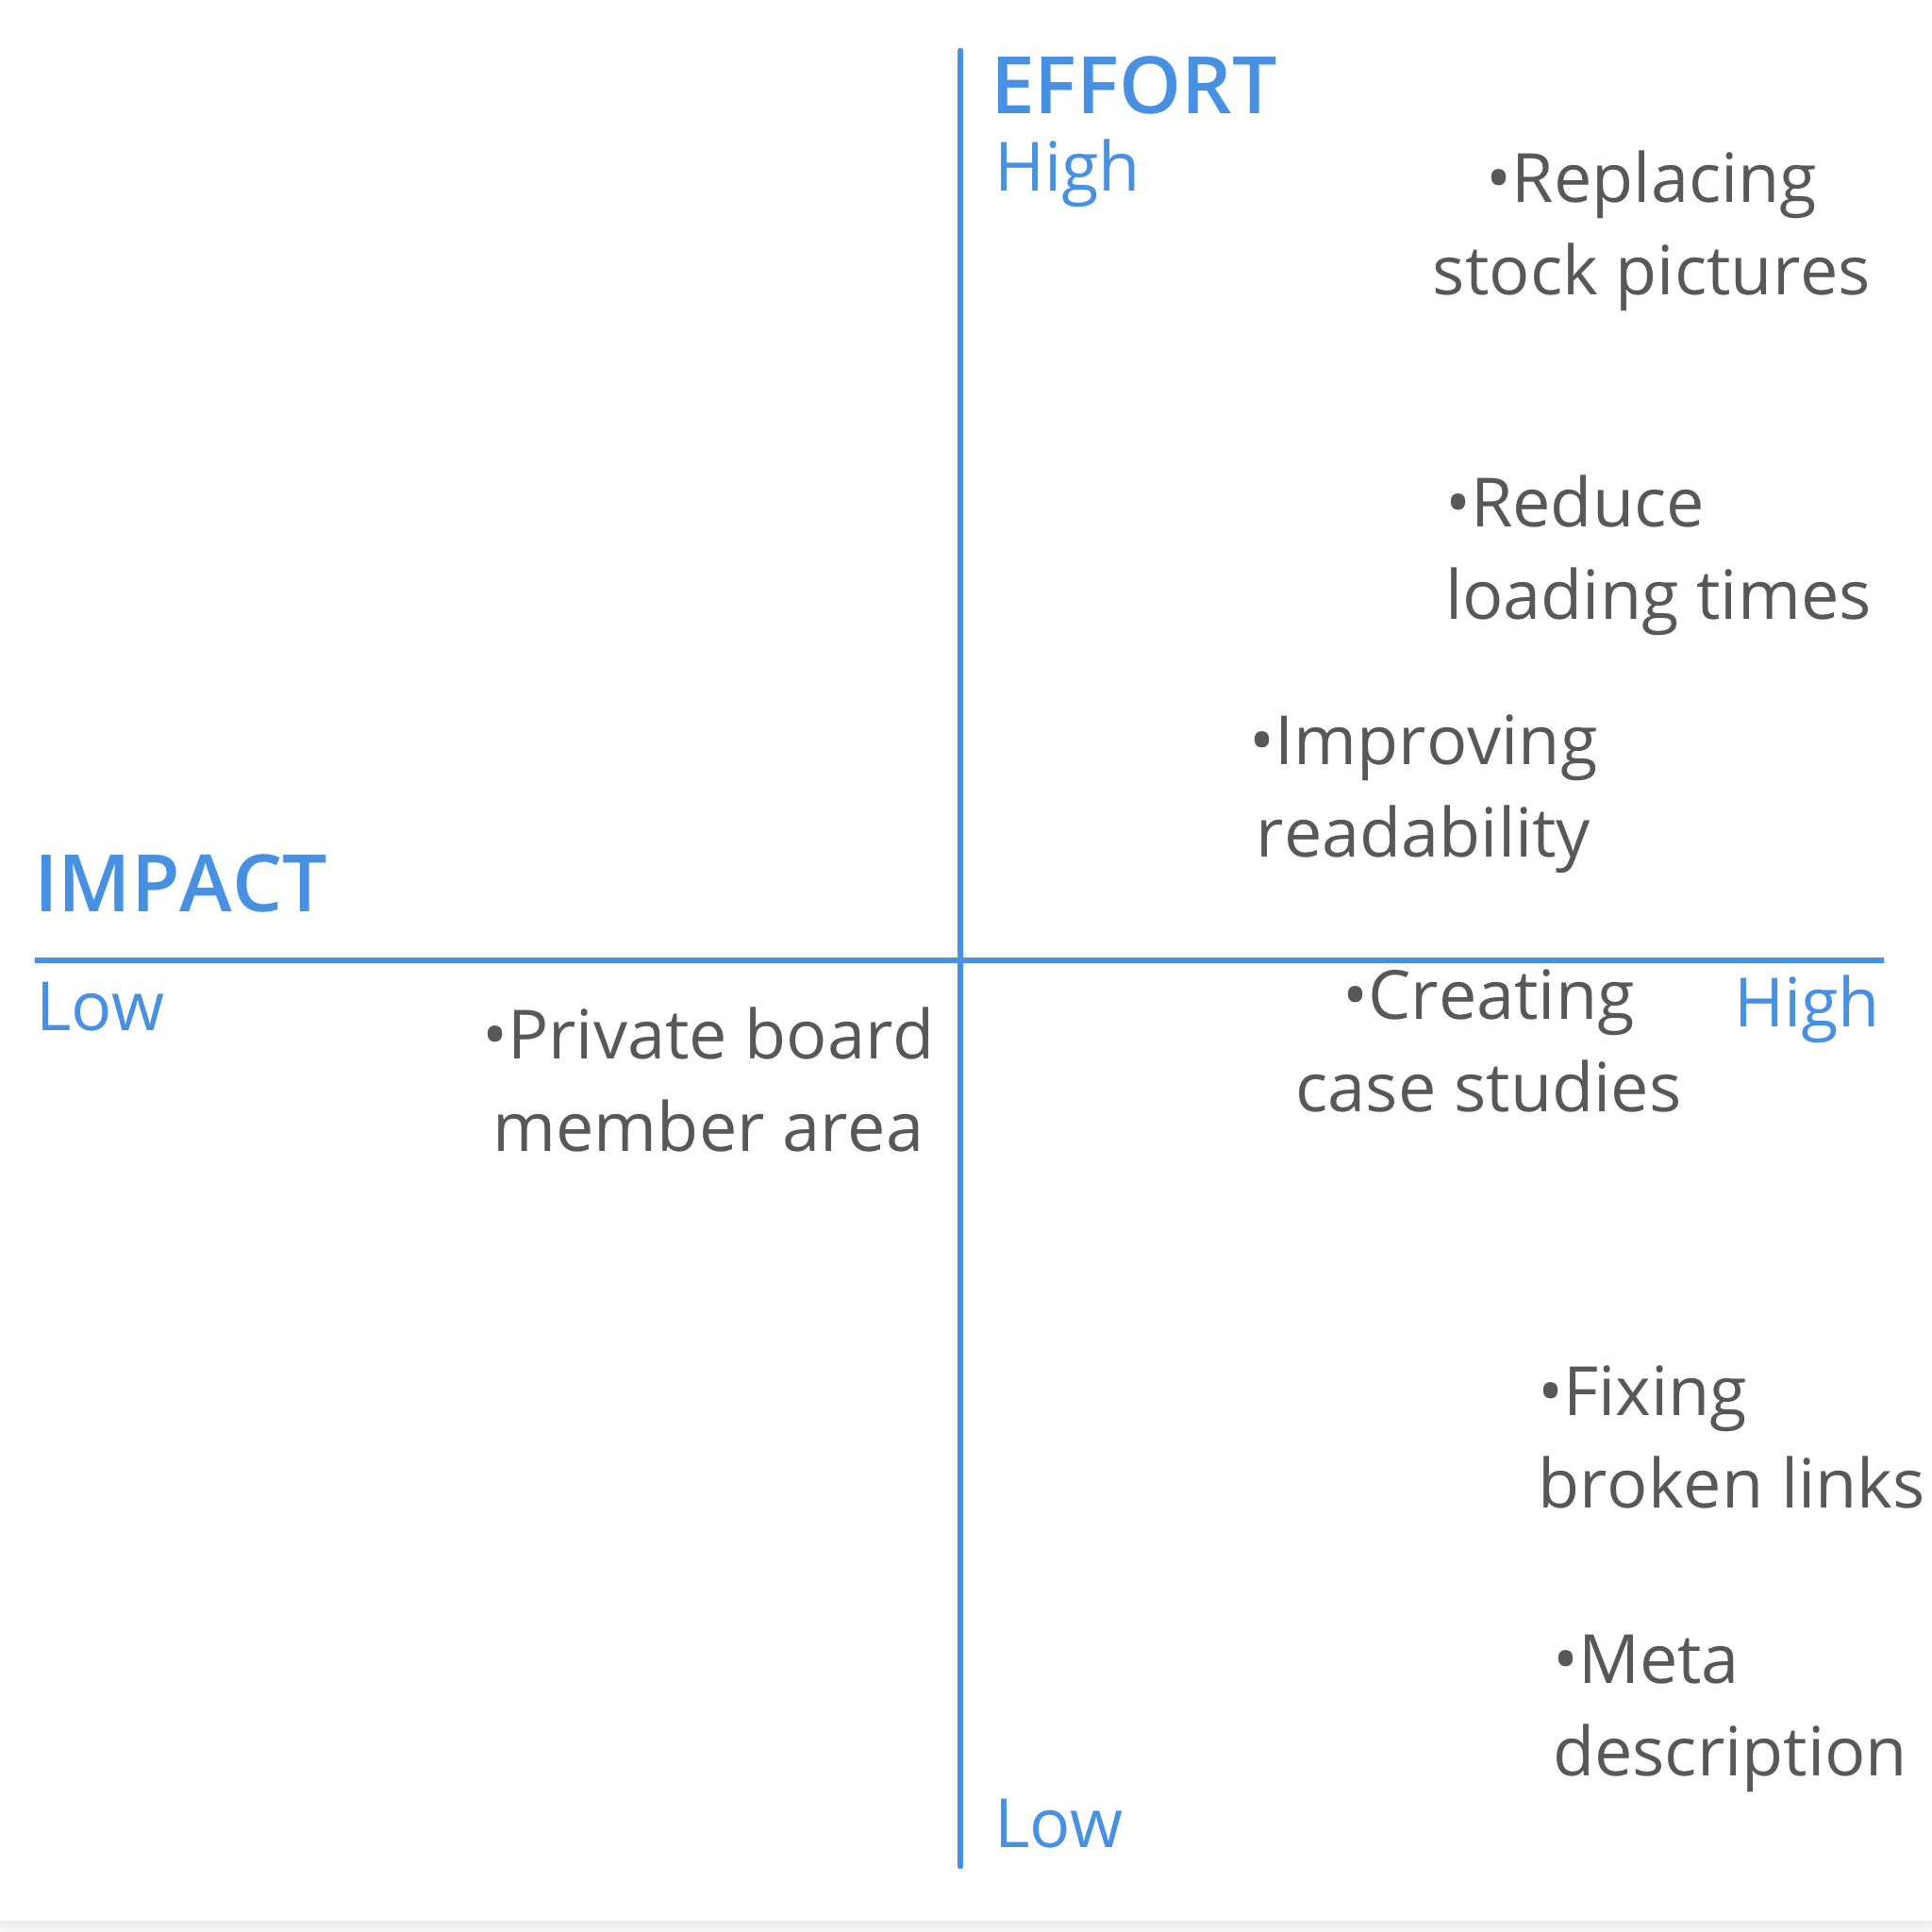 EFFORT
High
•Replacing
stock pictures
•Reduce
loading times
•Improving
readability
IMPACT
Low
•Private board
member area
•Creating
case studies
High
•Fixing
broken links
•Meta
description
Low